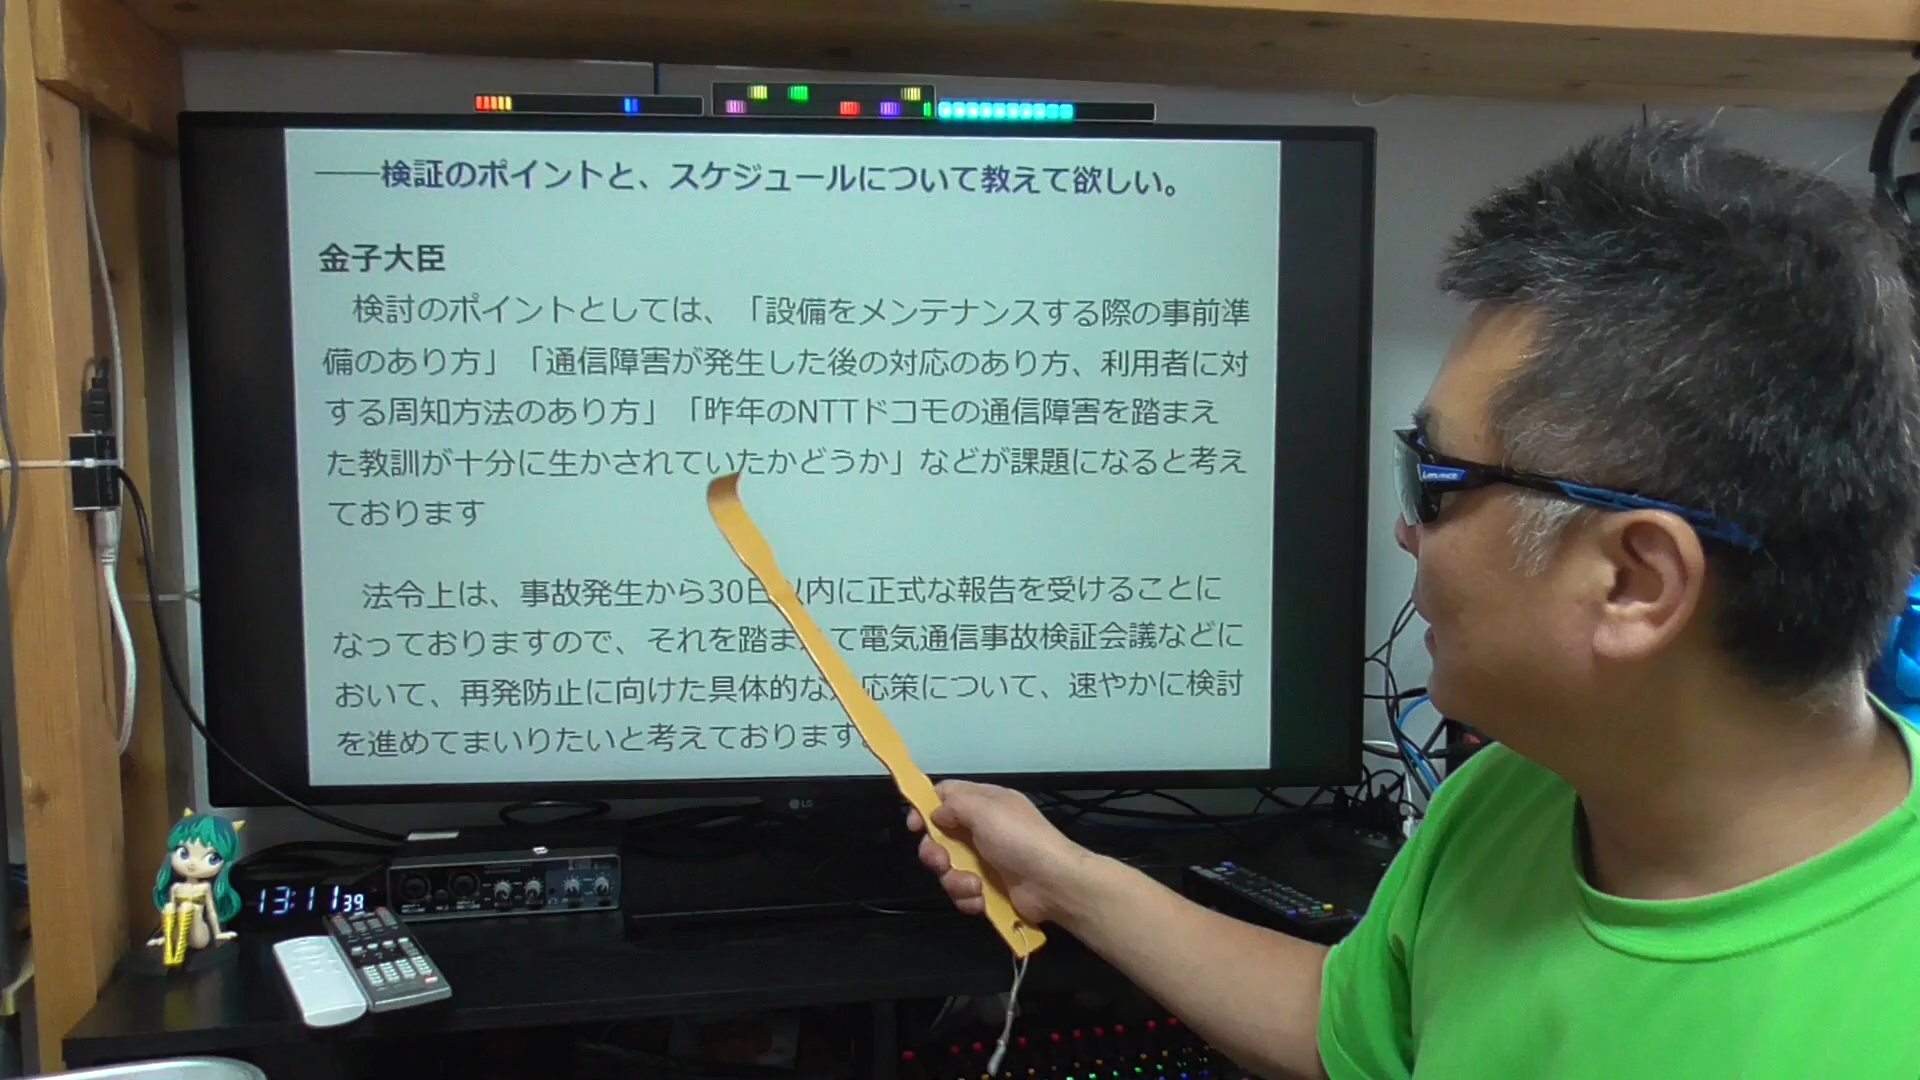 ――検証のポイントと、スケジュールについて教えて欲しい。
金子大臣
検討のポイントとしては、「設備をメンテナンスする際の事前準
備のあり方」「通信障害が発生した後の対応のあり方、利用者に対
する周知方法のあり方」「昨年のNTTドコモの通信障害を踏まえ
た教訓が十分に生かされていたかどうか」などが課題になると考え
ております
法令上は、事故発生から30日以内に正式な報告を受けることに
なっておりますので、それを踏まえて電気通信事故検証会議などに
おいて、再発防止に向けた具体的な対応策について、速やかに検討
を進めてまいりたいと考えております。
LG
13:11 39